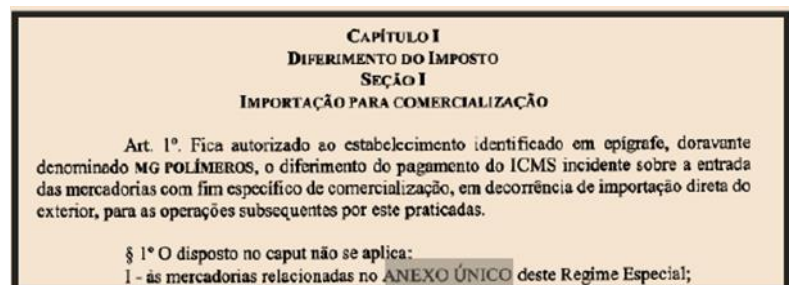 CAPÍTULO I
DIFERIMENTO DO IMPOSTO
SEÇÃO I
IMPORTAÇÃO PARA COMERCIALIZAÇÃO
Art. 1º. Fica autorizado ao estabelecimento identificado em epígrafe, doravante
denominado MG POLÍMEROS, o diferimento do pagamento do ICMS incidente sobre a entrada
das mercadorias com fim específico de comercialização, em decorrência de importação direta do
exterior, para as operações subsequentes por este praticadas.
§ 1º O disposto no caput não se aplica:
I - às mercadorias relacionadas no ANEXO ÚNICO deste Regime Especial;